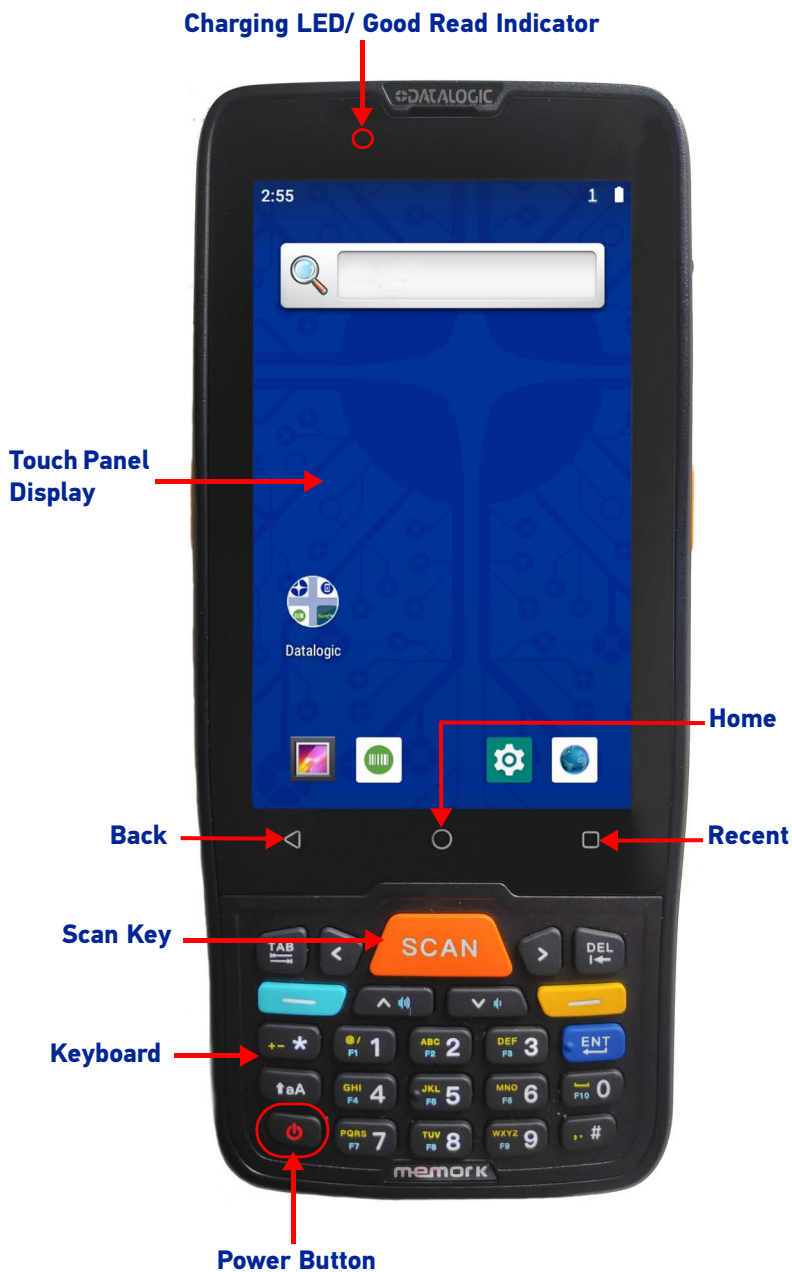 Charging LED/ Good Read Indicator
DATALOGIC
2:55 1
Touch Panel
Display
Datalogic
Home
Back
Recent
Scan Key
TAB < SCAN > DEL
+- * @/ F1 1 ABC F2 2 DEF F3 3 ENT
Keyboard
aA GHI F4 4 JKL F5 5 MNO F6 6 F10 0
PQRS F7 7 TUV F8 8 WXYZ F9 9 ,. #
memor K
Power Button